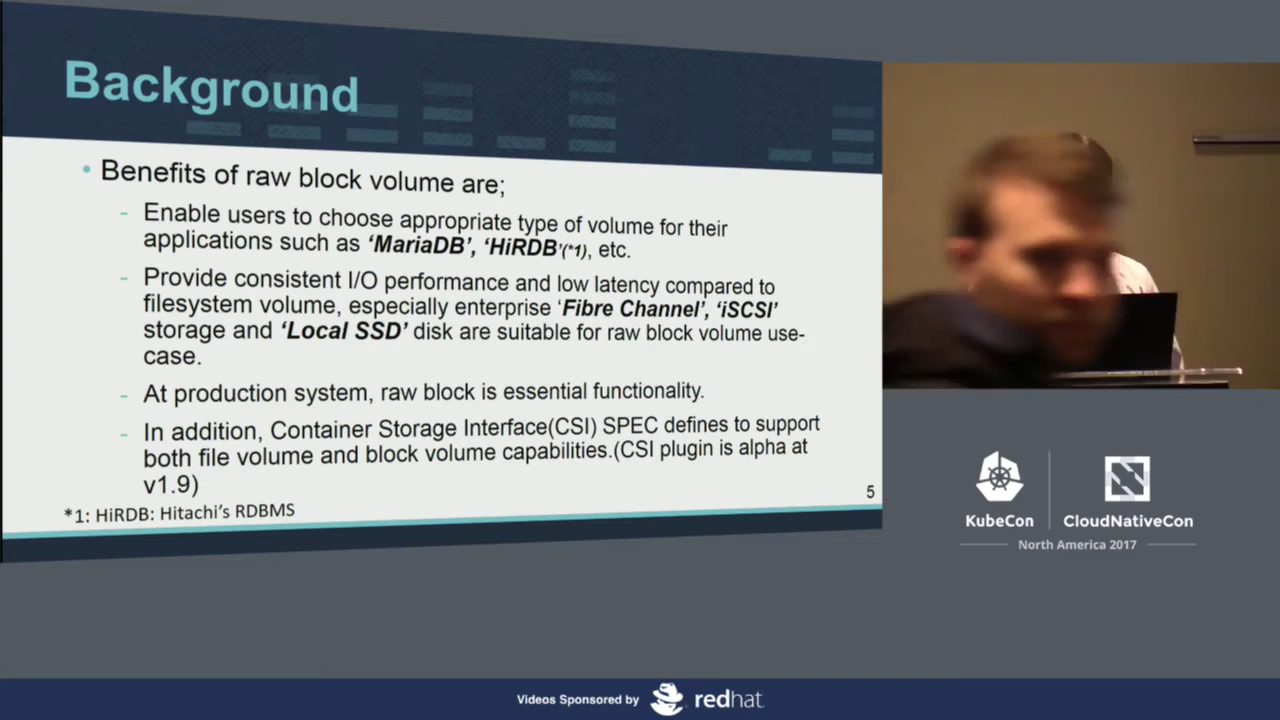 Background
• Benefits of raw block volume are;
- Enable users to choose appropriate type of volume for their
applications such as ‘MariaDB’, ‘HiRDB’(*1), etc.
- Provide consistent I/O performance and low latency compared to
filesystem volume, especially enterprise ‘Fibre Channel’, ‘iSCSI’
storage and ‘Local SSD’ disk are suitable for raw block volume use-
case.
- At production system, raw block is essential functionality.
- In addition, Container Storage Interface(CSI) SPEC defines to support
both file volume and block volume capabilities.(CSI plugin is alpha at
v1.9)
*1: HiRDB: Hitachi’s RDBMS
5
KubeCon
CloudNativeCon
North America 2017
Videos Sponsored by
redhat.